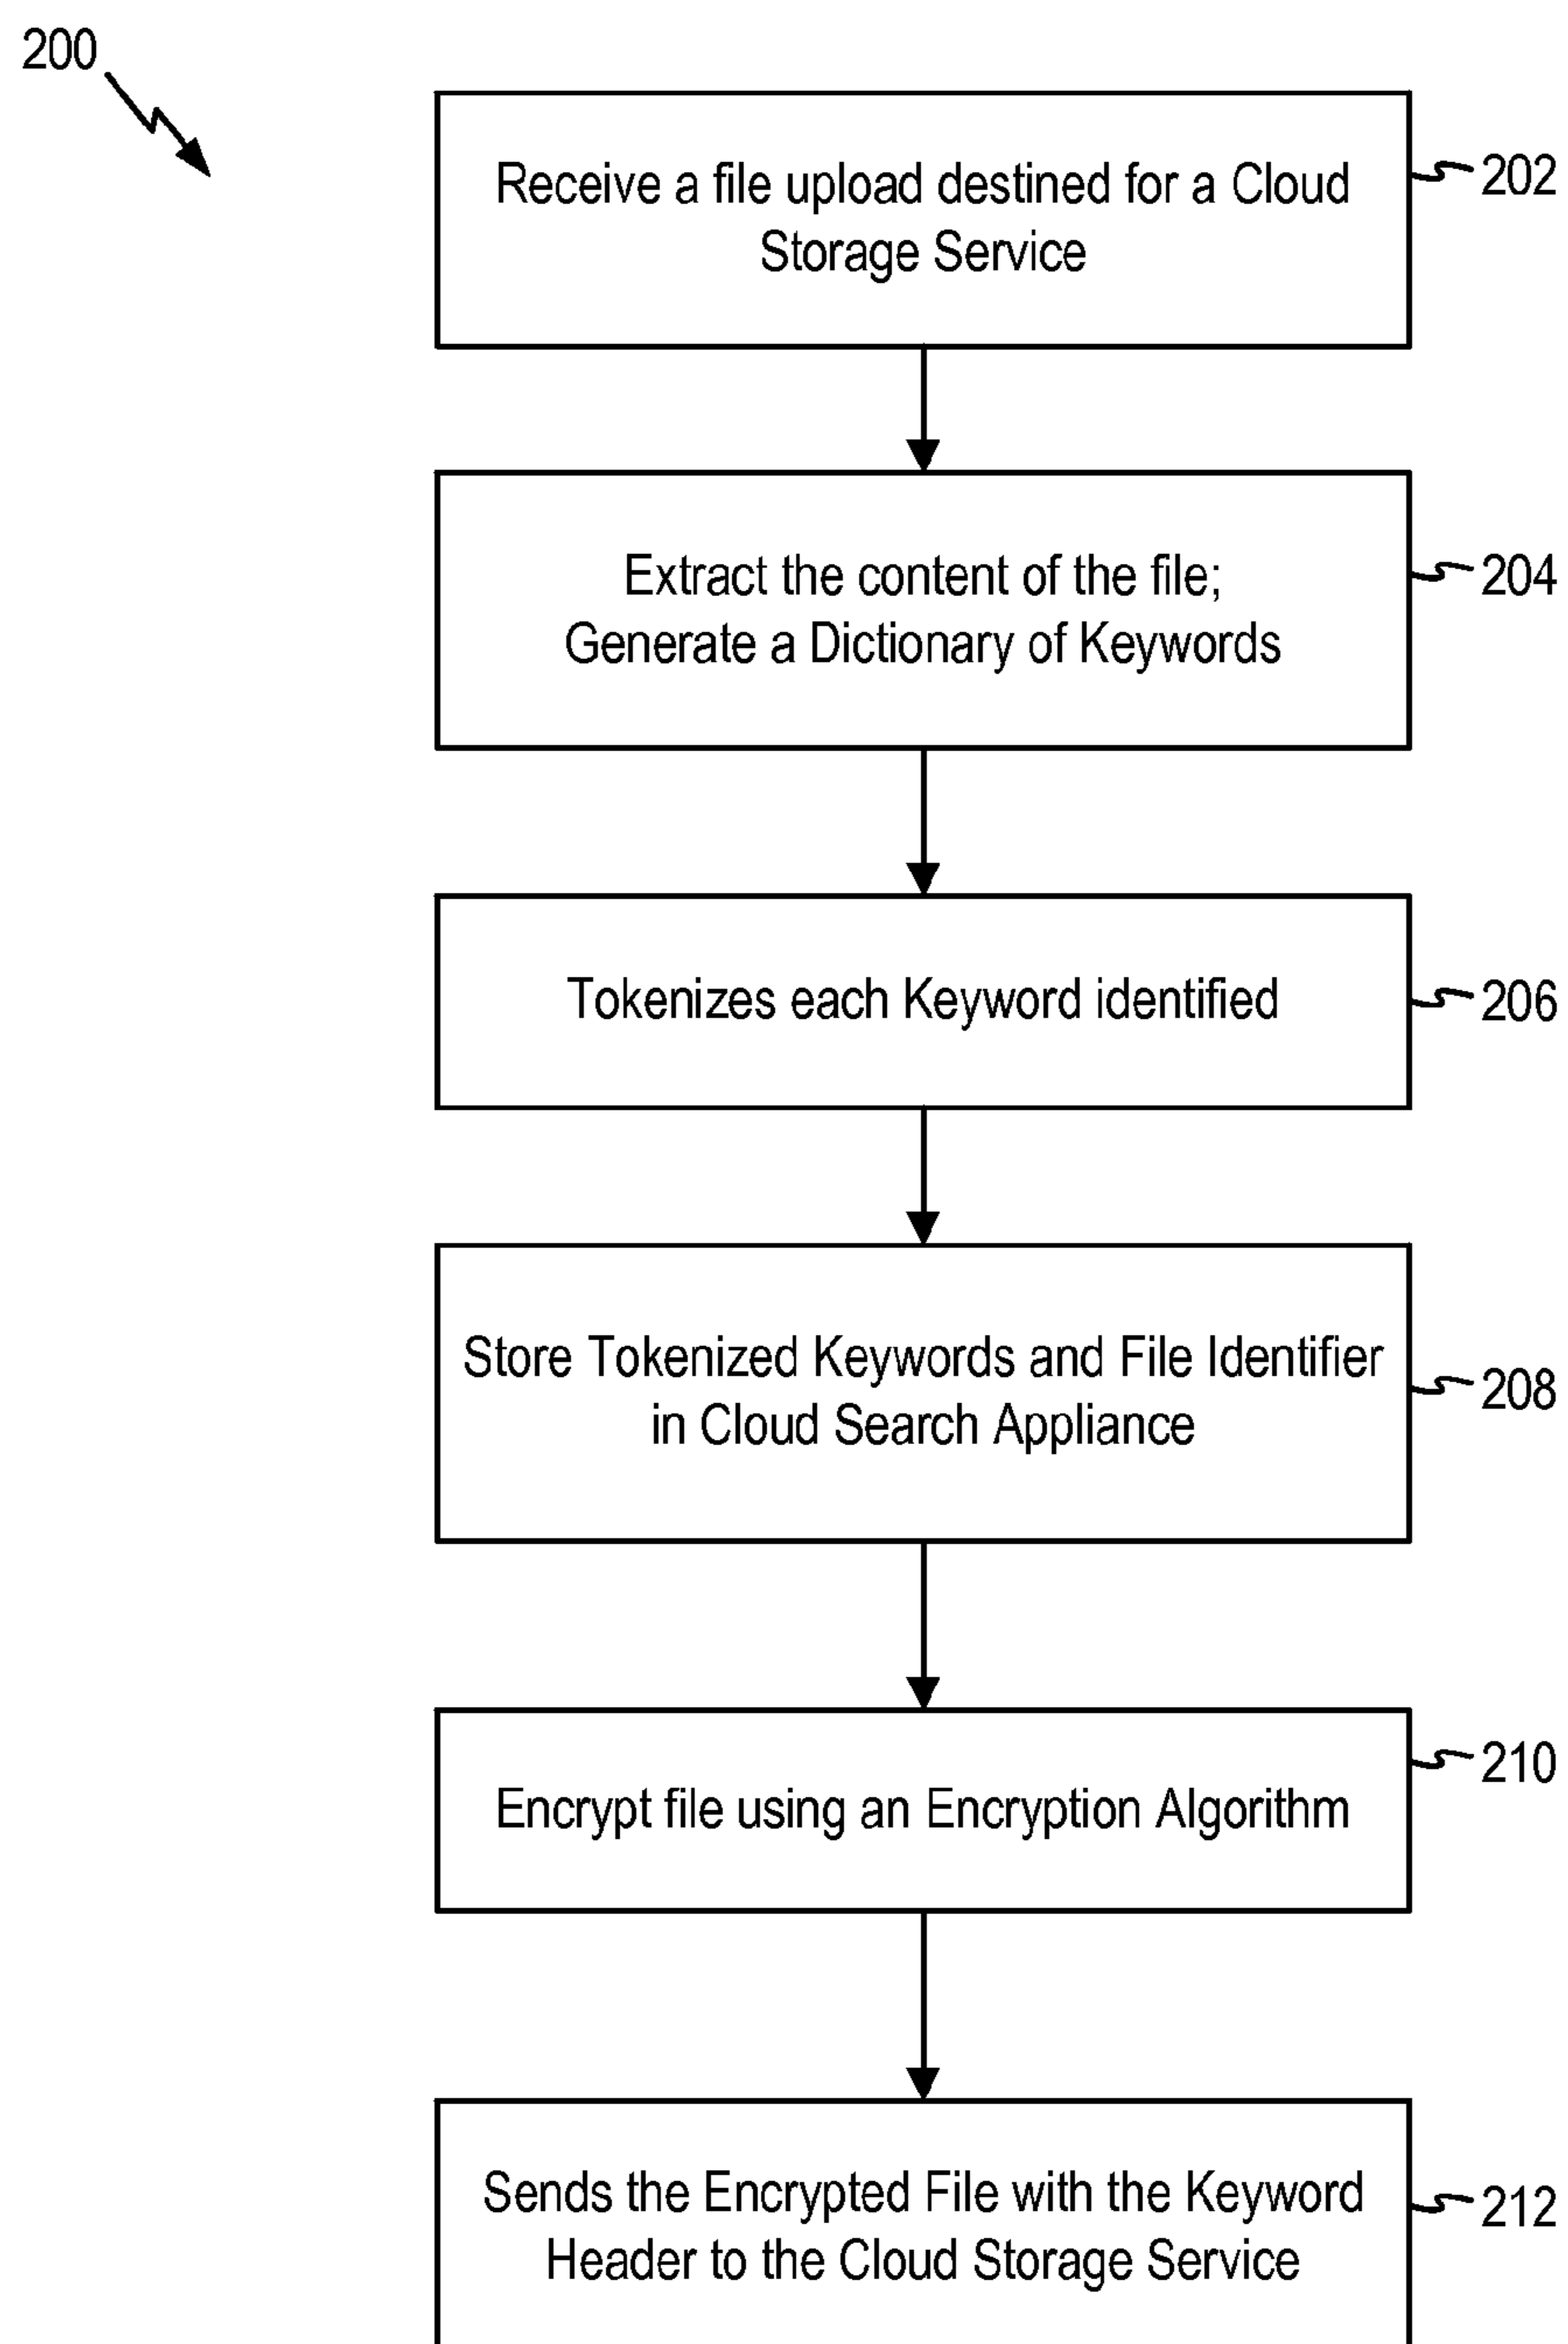 200
Receive a file upload destined for a Cloud
Storage Service
202
Extract the content of the file;
Generate a Dictionary of Keywords
204
Tokenizes each Keyword identified
206
Store Tokenized Keywords and File Identifier
in Cloud Search Appliance
208
Encrypt file using an Encryption Algorithm
210
Sends the Encrypted File with the Keyword
Header to the Cloud Storage Service
212